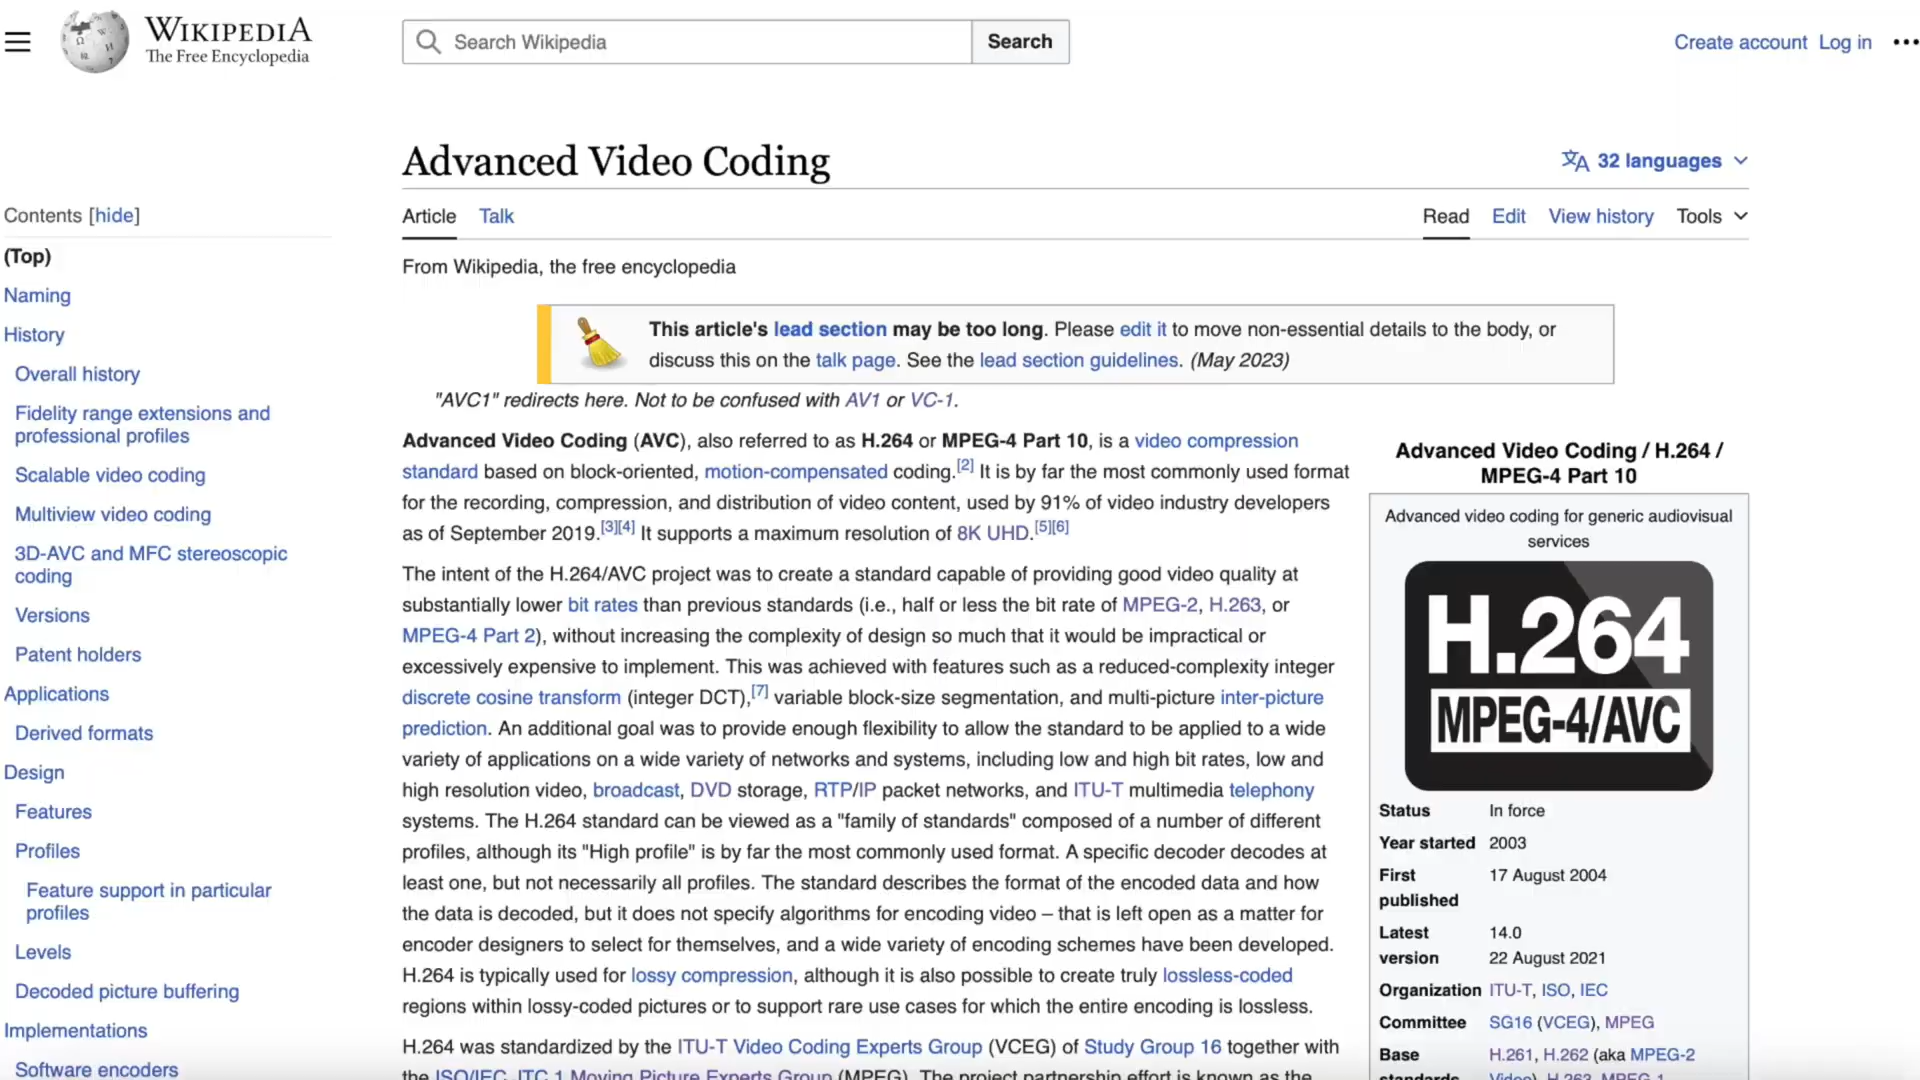 WIKIPEDIA
The Free Encyclopedia
Search Wikipedia
Search
Create account Log in
Advanced Video Coding
32 languages
Article Talk
Read Edit View history Tools
From Wikipedia, the free encyclopedia
Contents [hide]
(Top)
Naming
History
Overall history
Fidelity range extensions and
professional profiles
Scalable video coding
Multiview video coding
3D-AVC and MFC stereoscopic
coding
Versions
Patent holders
Applications
Derived formats
Design
Features
Profiles
Feature support in particular
profiles
Levels
Decoded picture buffering
Implementations
Software encoders
This article's lead section may be too long. Please edit it to move non-essential details to the body, or
discuss this on the talk page. See the lead section guidelines. (May 2023)
"AVC1" redirects here. Not to be confused with AV1 or VC-1.
Advanced Video Coding (AVC), also referred to as H.264 or MPEG-4 Part 10, is a video compression
standard based on block-oriented, motion-compensated coding.[2] It is by far the most commonly used format
for the recording, compression, and distribution of video content, used by 91% of video industry developers
as of September 2019.[3][4] It supports a maximum resolution of 8K UHD.[5][6]
The intent of the H.264/AVC project was to create a standard capable of providing good video quality at
substantially lower bit rates than previous standards (i.e., half or less the bit rate of MPEG-2, H.263, or
MPEG-4 Part 2), without increasing the complexity of design so much that it would be impractical or
excessively expensive to implement. This was achieved with features such as a reduced-complexity integer
discrete cosine transform (integer DCT),[7] variable block-size segmentation, and multi-picture inter-picture
prediction. An additional goal was to provide enough flexibility to allow the standard to be applied to a wide
variety of applications on a wide variety of networks and systems, including low and high bit rates, low and
high resolution video, broadcast, DVD storage, RTP/IP packet networks, and ITU-T multimedia telephony
systems. The H.264 standard can be viewed as a "family of standards" composed of a number of different
profiles, although its "High profile" is by far the most commonly used format. A specific decoder decodes at
least one, but not necessarily all profiles. The standard describes the format of the encoded data and how
the data is decoded, but it does not specify algorithms for encoding video – that is left open as a matter for
encoder designers to select for themselves, and a wide variety of encoding schemes have been developed.
H.264 is typically used for lossy compression, although it is also possible to create truly lossless-coded
regions within lossy-coded pictures or to support rare use cases for which the entire encoding is lossless.
H.264 was standardized by the ITU-T Video Coding Experts Group (VCEG) of Study Group 16 together with
the ISO/IEC JTC 1 Moving Picture Experts Group (MPEG). The project partnership effort is known as the
Advanced Video Coding / H.264 /
MPEG-4 Part 10
Advanced video coding for generic audiovisual
services
H.264
MPEG-4/AVC
Status In force
Year started 2003
First
published 17 August 2004
Latest
version 14.0
22 August 2021
Organization ITU-T, ISO, IEC
Committee SG16 (VCEG), MPEG
Base
standards H.261, H.262 (aka MPEG-2
Video), H.263, MPEG-1